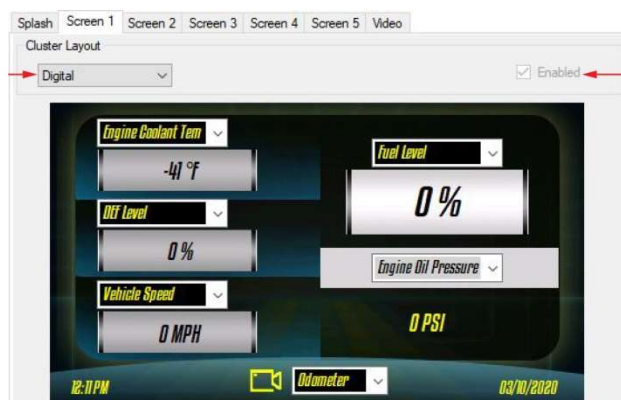 Splash Screen 1 Screen 2 Screen 3 Screen 4 Screen 5 Video
Cluster Layout
Digital
Enabled
Engine Coolant Tem
-41 °F
Fuel Level
0 %
Dff Level
0 %
Engine Oil Pressure
Vehicle Speed
0 MPH
0 PSI
12:11 PM
Odometer
03/10/2020